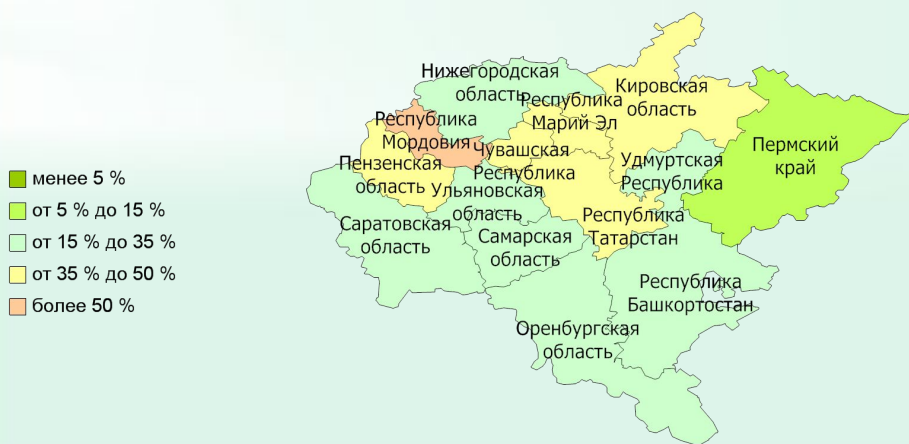 Нижегородская
область
Республика
Марий Эл
Кировская
область
Республика
Мордовия
Чувашская
Республика
Пермский
край
Удмуртская
Республика
Пензенская
область
Ульяновская
область
Республика
Татарстан
Саратовская
область
Самарская
область
Республика
Башкортостан
Оренбургская
область
менее 5 %
от 5 % до 15 %
от 15 % до 35 %
от 35 % до 50 %
более 50 %